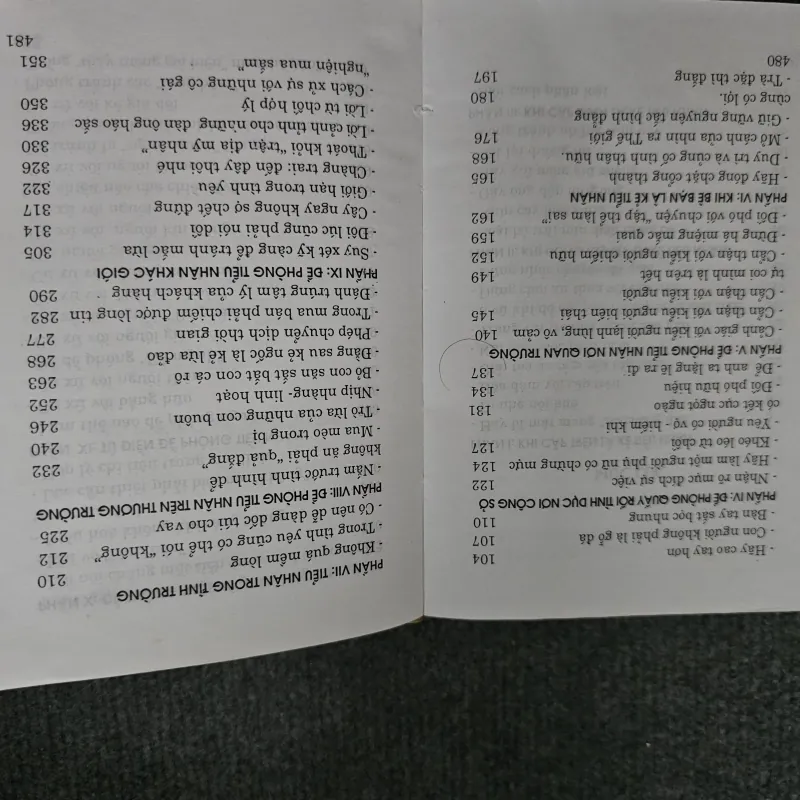 - Hãy cao tay hơn 104
- Con người không phải là gỗ đá 107
- Bàn tay sắt bọc nhung 110
PHẦN IV: ĐỀ PHÒNG QUẤY RỐI TÌNH DỤC NƠI CÔNG SỞ
- Nhận rõ mục đích sự việc 122
- Hãy làm một người phụ nữ có chừng mực 124
- Khéo léo từ chối 127
- Yêu người có vợ - hiểm khi
có kết cục ngọt ngào 131
- Đối phó hữu hiệu 134
- Để anh ta lặng lẽ ra đi 137
PHẦN V: ĐỀ PHÒNG TIỂU NHÂN NƠI QUAN TRƯỜNG
- Cảnh giác với kiểu người lạnh lùng, vô cảm 140
- Cẩn thận với kiểu người biến thái 145
- Cẩn thận với kiểu người
tự coi mình là trên hết 149
- Cẩn thận với kiểu người chiếm hữu 152
- Đừng há miệng mắc quai 159
- Đối phó với chuyện "tập thể làm sai" 162
PHẦN VI: KHI BÈ BẠN LÀ KẺ TIỂU NHÂN
- Hãy đóng chặt cổng thành 165
- Duy trì và củng cố tình thân hữu. 168
- Mở cánh cửa nhìn ra Thế giới 176
- Giữ vững nguyên tắc bình đẳng
cùng có lợi. 180
- Trà đặc thì đắng 197
480
PHẦN VII: TIỂU NHÂN TRONG TÌNH TRƯỜNG
- Không quá mềm lòng 210
- Trong tình yêu cũng có thể nói "không" 212
- Có nên dễ dàng dốc túi cho vay 225
PHẦN VIII: ĐỀ PHÒNG TIỂU NHÂN TRÊN THƯƠNG TRƯỜNG
- Nắm trước tình hình để
không ăn phải "quả đắng" 232
- Mua mèo trong bị 240
- Trò lừa của những con buôn 246
- Nhịp nhàng- linh hoạt 252
- Bỏ con săn sắt bắt con cá rô 263
- Đằng sau kẻ ngốc là kẻ lừa đảo 268
- Phép chuyển dịch thời gian 277
- Trong mua bán phải chiếm được lòng tin 282
- Đánh trúng tâm lý của khách hàng 290
PHẦN IX: ĐỀ PHÒNG TIỂU NHÂN KHÁC GIỚI
- Suy xét kỹ càng để tránh mắc lừa 305
- Đôi lúc cũng phải nói dối 314
- Cây ngay không sợ chết đứng 317
- Giới hạn trong tình yêu 322
- Chàng trai: đến đây thôi nhé 326
- Thoát khỏi "trận địa mỹ nhân" 330
- Lời cảnh tỉnh cho những đàn ông háo sắc 336
- Lời từ chối hợp lý 350
- Cách xử sự với những cô gái
"nghiện mua sắm" 351
481